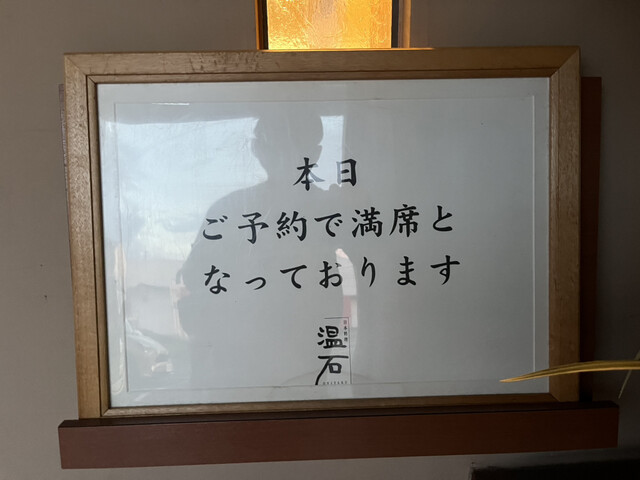 本日
ご予約で満席と
なっております
温石